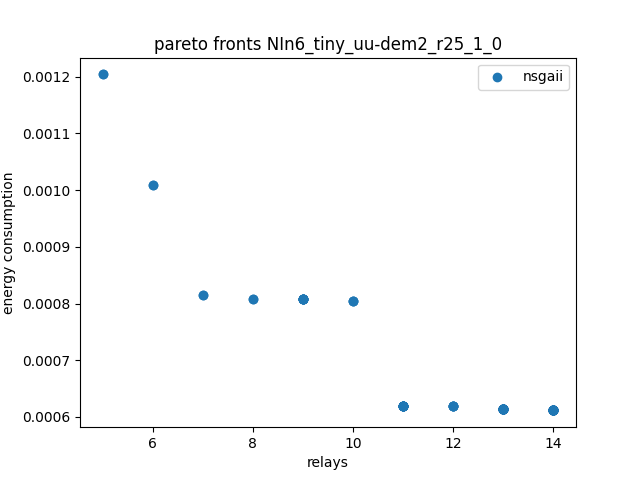 pareto fronts NIn6_tiny_uu-dem2_r25_1_0
nsgaii
energy consumption
0.0012
0.0011
0.0010
0.0009
0.0008
0.0007
0.0006
6 8 10 12 14
relays